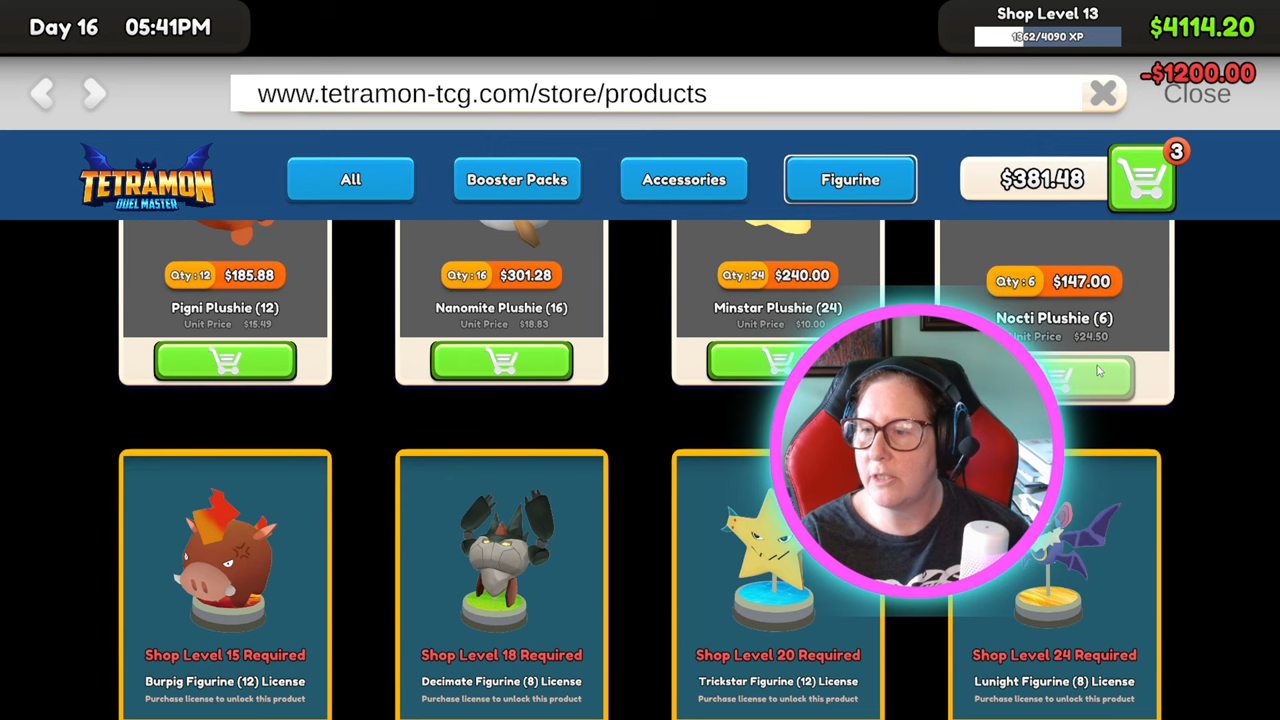 Day 16 05:41PM
Shop Level 13
1362/4090 XP
$4114.20
-$1200.00
www.tetramon-tcg.com/store/products
Close
TETRAMON
DUEL MASTER
All
Booster Packs
Accessories
Figurine
$381.48
3
Qty: 12 $185.88
Pigni Plushie (12)
Unit Price $15.49
Qty: 16 $301.28
Nanomite Plushie (16)
Unit Price $18.83
Qty: 24 $240.00
Minstar Plushie (24)
Unit Price $10.00
Qty: 6 $147.00
Nocti Plushie (6)
Unit Price $24.50
Shop Level 15 Required
Burpig Figurine (12) License
Purchase license to unlock this product
Shop Level 18 Required
Decimate Figurine (8) License
Purchase license to unlock this product
Shop Level 20 Required
Trickstar Figurine (12) License
Purchase license to unlock this product
Shop Level 24 Required
Lunight Figurine (8) License
Purchase license to unlock this product